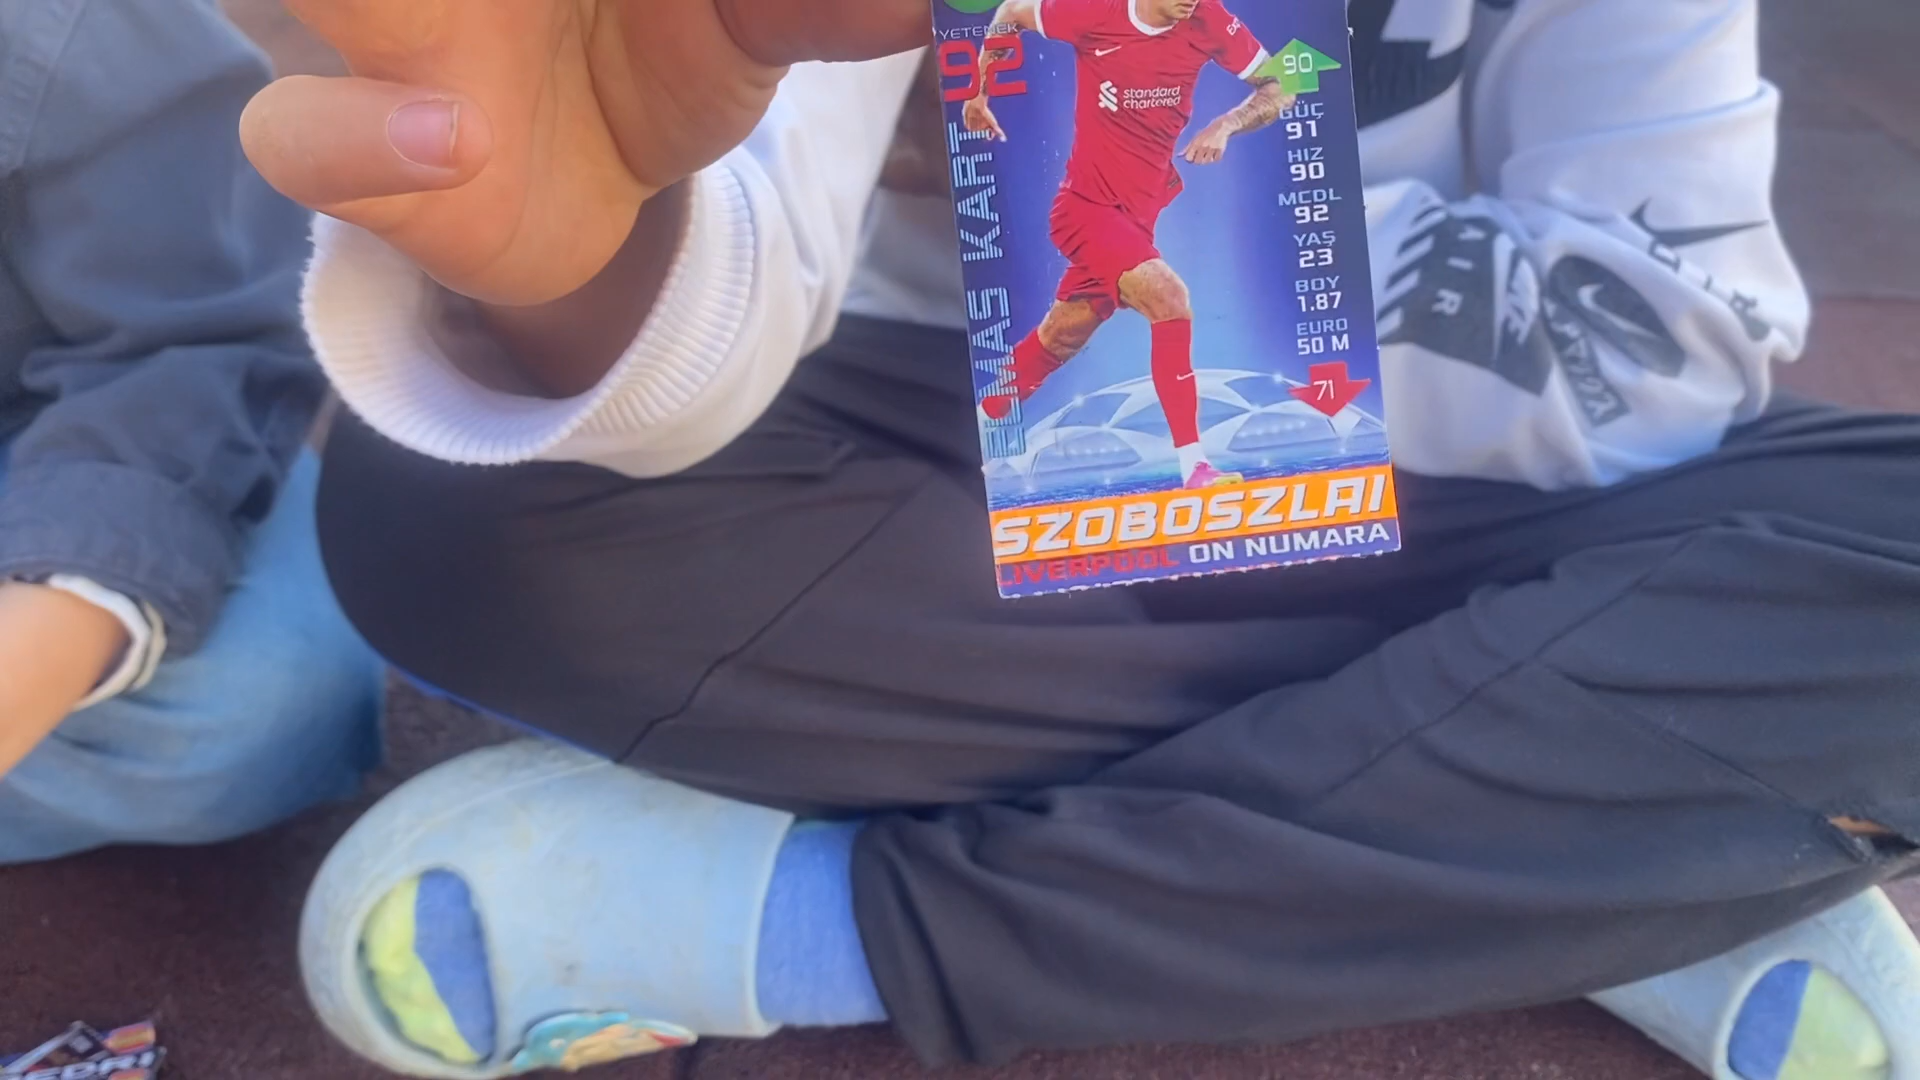 YETENEK
92
ELMAS KART
standard
chartered
90
GÜÇ
91
HIZ
90
MCDL
92
YAŞ
23
BOY
1.87
EURO
50 M
71
SZOBOSZLAI
LIVERPOOL ON NUMARA
AIR